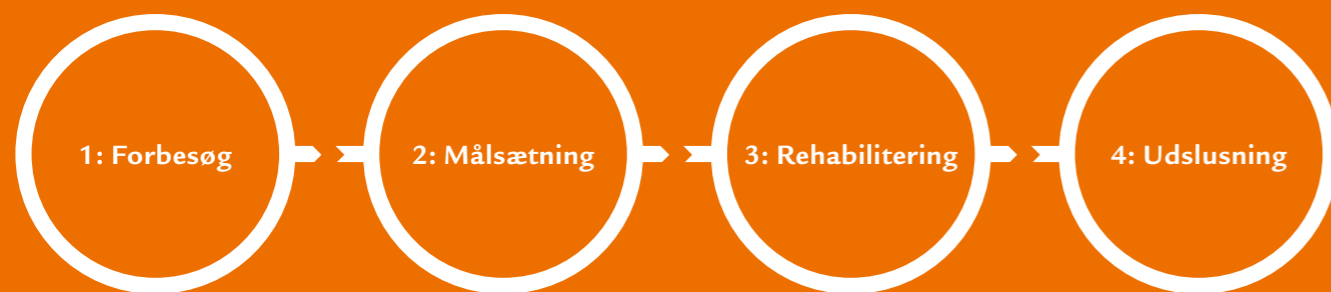 1: Forbesøg
2: Målsætning
3: Rehabilitering
4: Udslusning